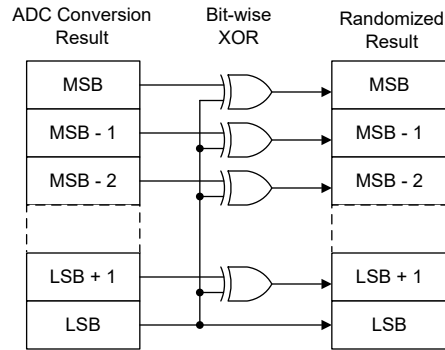 ADC Conversion
Result
Bit-wise
XOR
Randomized
Result
MSB
MSB
MSB - 1
MSB - 1
MSB - 2
MSB - 2
LSB + 1
LSB + 1
LSB
LSB